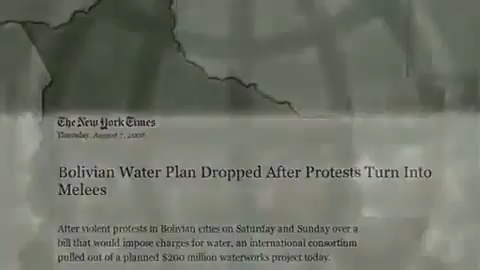 The New York Times
Thursday, August 7, 2008
Bolivian Water Plan Dropped After Protests Turn Into
Melees
After violent protests in Bolivian cities on Saturday and Sunday over a
bill that would impose charges for water, an international consortium
pulled out of a planned $200 million waterworks project today.